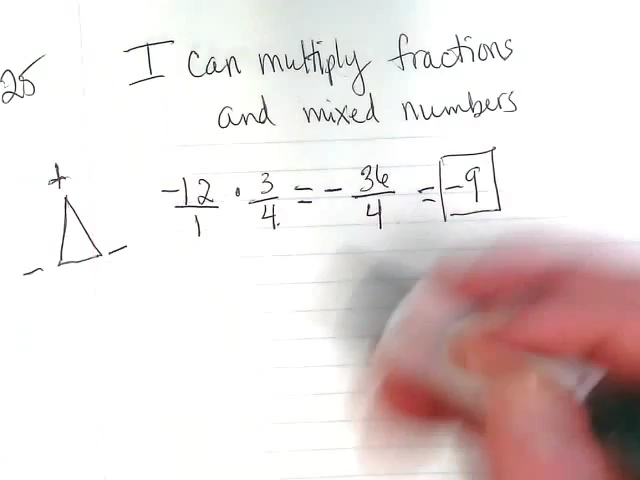 25
I can multiply fractions
and mixed numbers
+
- -
-12/1 · 3/4 = - 36/4 = -9